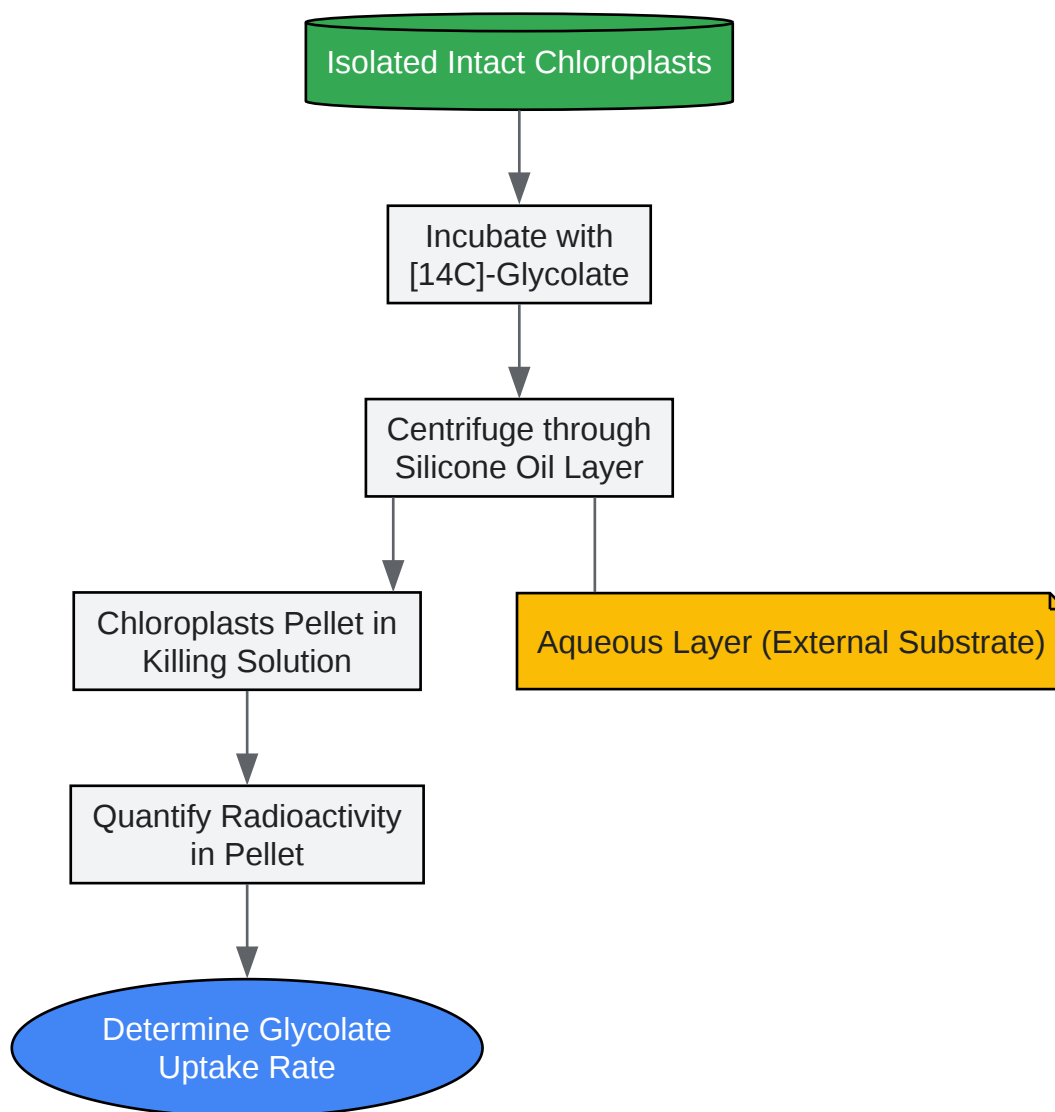 Isolated Intact Chloroplasts
Incubate with
[14C]-Glycolate
Centrifuge through
Silicone Oil Layer
Chloroplasts Pellet in
Killing Solution
Aqueous Layer (External Substrate)
Quantify Radioactivity
in Pellet
Determine Glycolate
Uptake Rate